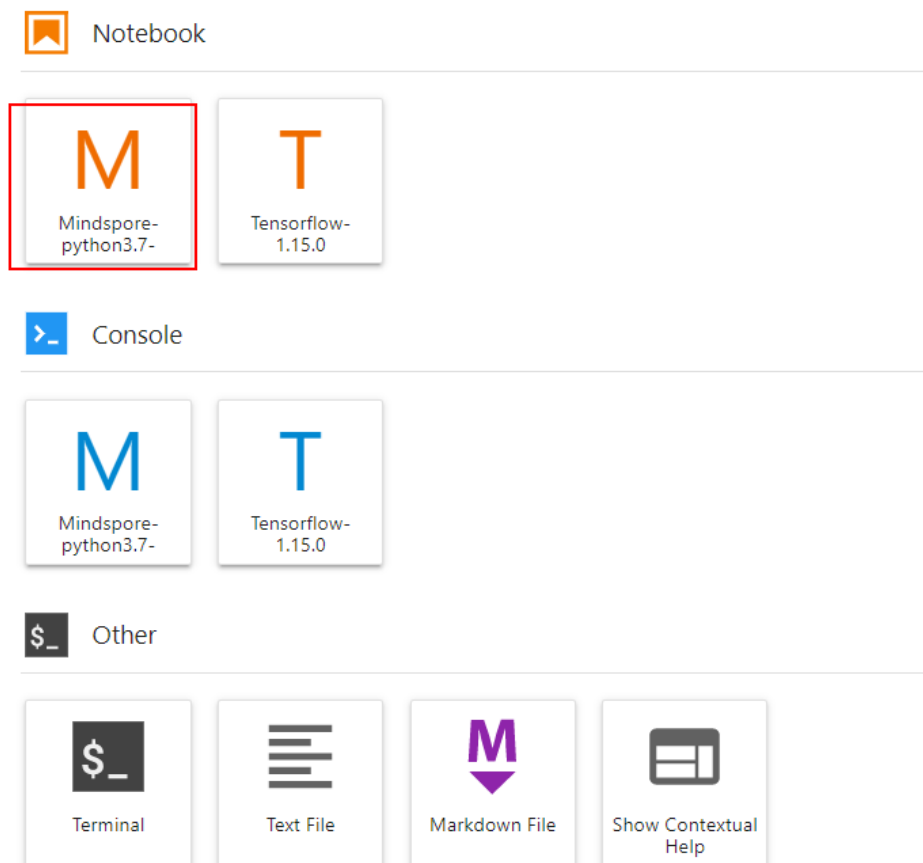 Notebook
M
T
Mindspore-
python3.7-
Tensorflow-
1.15.0
Console
M
T
Mindspore-
python3.7-
Tensorflow-
1.15.0
$_ Other
$_
M
Terminal
Text File
Markdown File
Show Contextual
Help